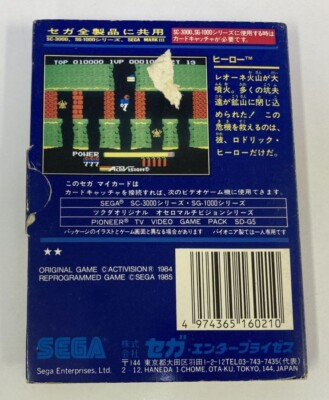 セガ全製品に共用
SC-3000、SG-1000シリーズ、SEGA MARK III
SC-3000、SG-1000シリーズに使用する時は
カードキャッチャが必要です。
TOP 010000 1UP 0001
13
POWER
777
ACTIVISION
ヒーロー™
レオーネ火山が大
噴火。多くの坑夫
達が鉱山に閉じ込
められた! この
危機を救えるのは、
彼、ロドリック・
ヒーローだけだ。
このセガ マイカードは
カードキャッチャを接続すれば、次のビデオゲーム機に使用できます。
SEGA® SC-3000シリーズ・SG-1000シリーズ
ツクダオリジナル オセロマルチビジョンシリーズ
PIONEER® TV VIDEO GAME PACK SD-G5
パッケージのイラストとゲーム画面と異なる場合があります パイオニア製では一人専用です
★★
ORIGINAL GAME ©ACTIVISION® 1984
REPROGRAMMED GAME ©SEGA 1985
4 974365 160210
SEGA®
Sega Enterprises, Ltd.
株式会社 セガ・エンタープライゼス
〒144 東京都大田区羽田1-2-12TEL03-743-7435(代表)
2 12, HANEDA 1 CHOME, OTA-KU, TOKYO, 144 JAPAN